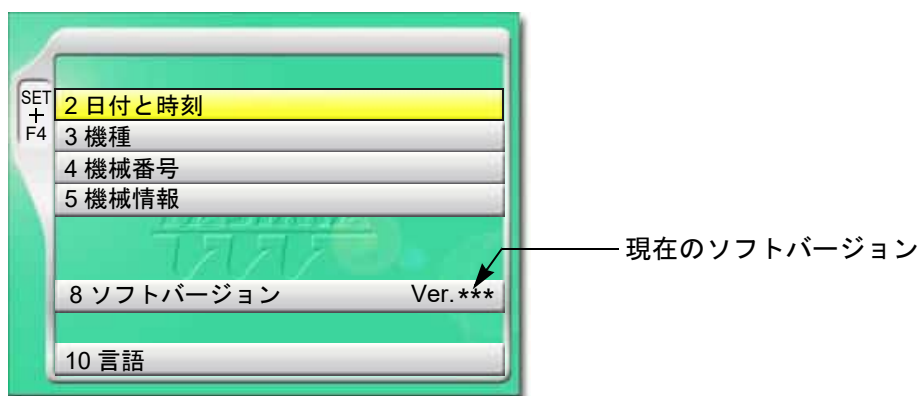 SET
+
F4
2 日付と時刻
3 機種
4 機械番号
5 機械情報
8 ソフトバージョン Ver.***
現在のソフトバージョン
10 言語